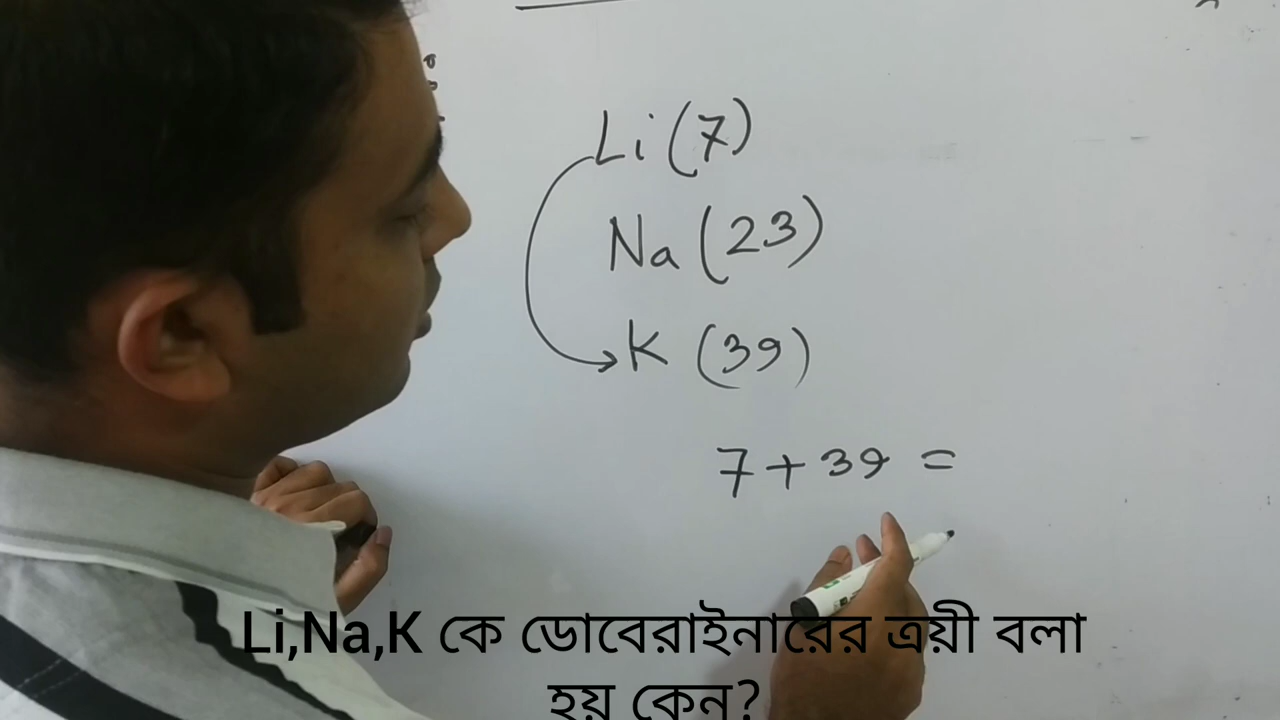 Li (7)
Na (23)
K (39)
7 + 39 =
Li,Na,K কে ডোবেরাইনারের ত্রয়ী বলা
হয় কেন?